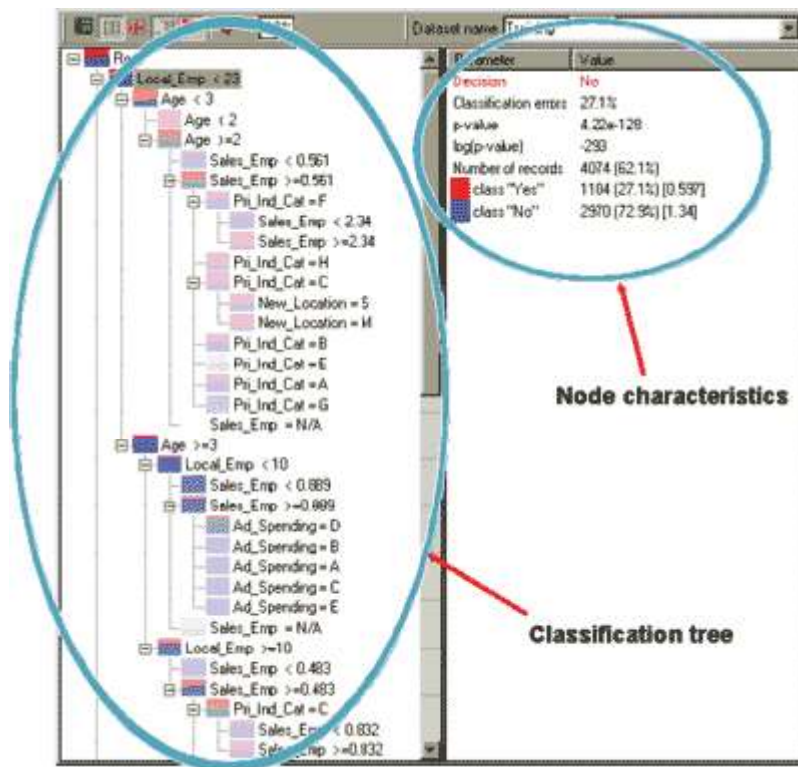 Dataset name
Local_Emp < 23
Age < 3
Age < 2
Age >=2
Sales_Emp < 0.561
Sales_Emp >=0.561
Pri_Ind_Cat = F
Sales_Emp < 2.34
Sales_Emp >=2.34
Pri_Ind_Cat = H
Pri_Ind_Cat = C
New_Location = S
New_Location = M
Pri_Ind_Cat = B
Pri_Ind_Cat = E
Pri_Ind_Cat = A
Pri_Ind_Cat = G
Sales_Emp = N/A
Age >=3
Local_Emp < 10
Sales_Emp < 0.889
Sales_Emp >=0.889
Ad_Spending = D
Ad_Spending = B
Ad_Spending = A
Ad_Spending = C
Ad_Spending = E
Sales_Emp = N/A
Local_Emp >=10
Sales_Emp < 0.483
Sales_Emp >=0.483
Pri_Ind_Cat = C
Sales_Emp < 0.832
Sales_Emp >=0.832
Parameter Value
Decision No
Classification errors 27.1%
p-value 4.22e-128
log(p-value) -293
Number of records 4074 (62.1%)
class "Yes" 1104 (27.1%) [0.597]
class "No" 2970 (72.9%) [1.34]
Node characteristics
Classification tree